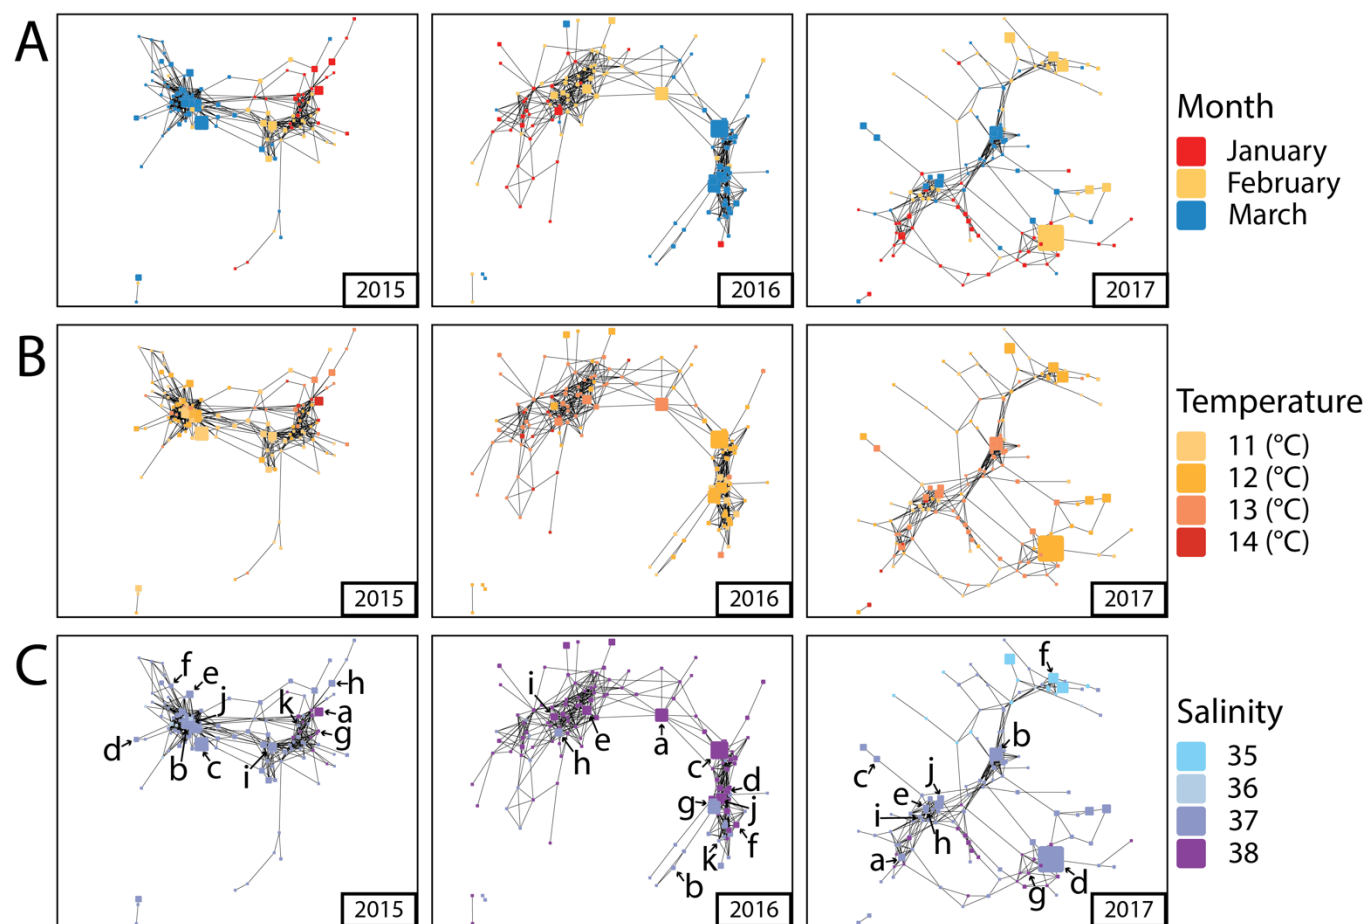 A
2015
2016
2017
Month
January
February
March
B
2015
2016
2017
Temperature
11 (°C)
12 (°C)
13 (°C)
14 (°C)
C
f
e
j
k
h
a
g
d
b
c
i
2015
i
e
h
a
c
d
g
j
f
k
b
2016
f
b
c
j
e
i
h
a
g
d
2017
Salinity
35
36
37
38